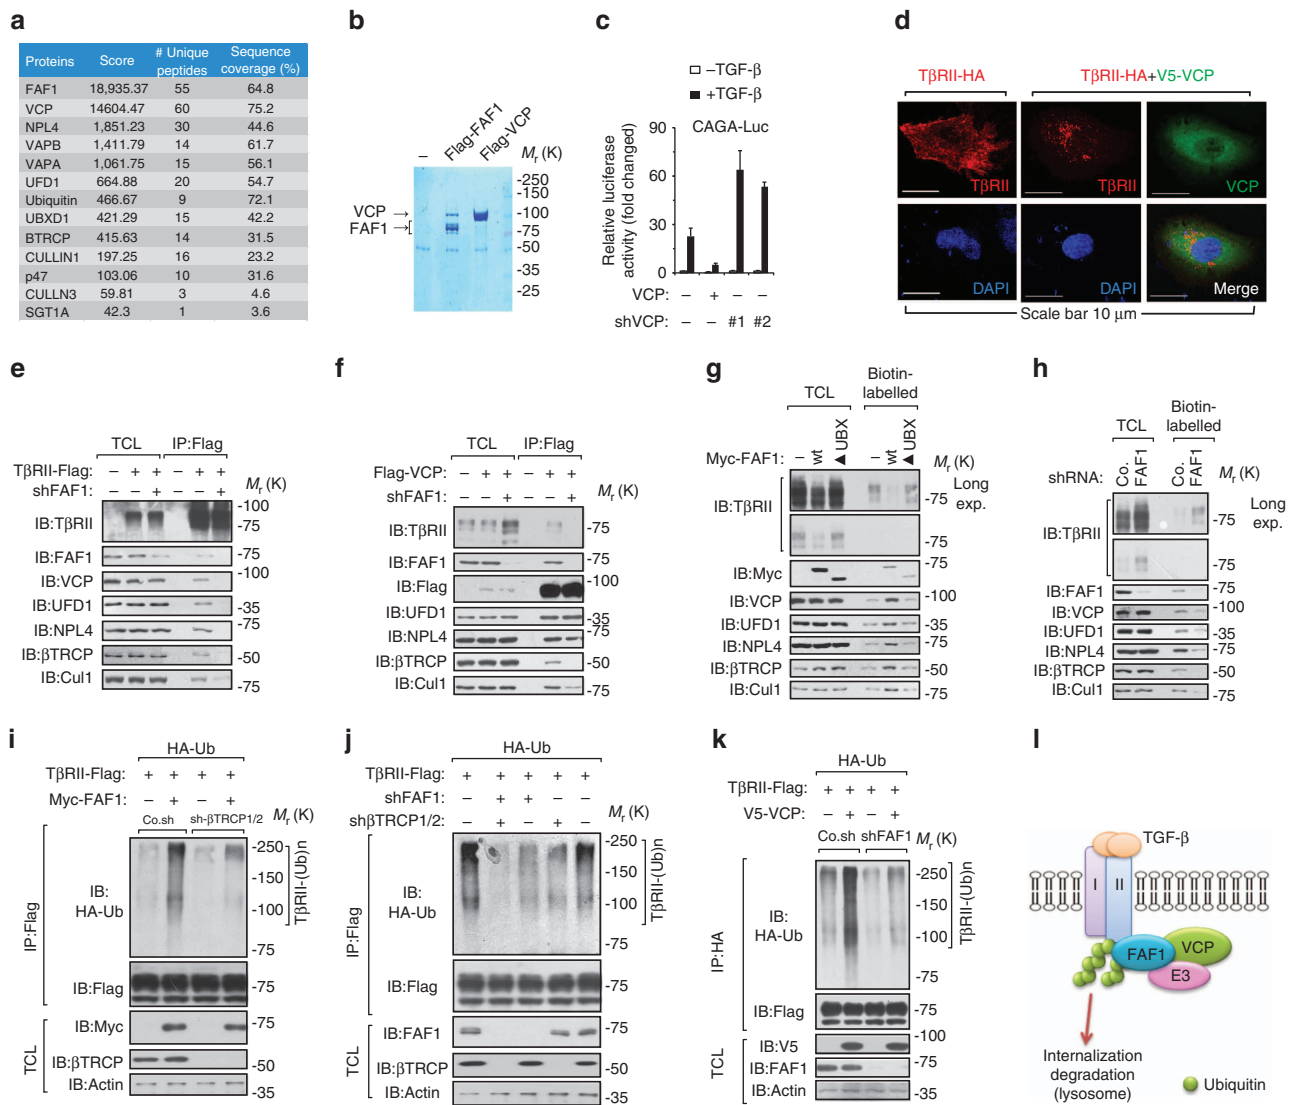 a
Proteins Score # Unique peptides Sequence coverage (%)
FAF1 18,935.37 55 64.8
VCP 14604.47 60 75.2
NPL4 1,851.23 30 44.6
VAPB 1,411.79 14 61.7
VAPA 1,061.75 15 56.1
UFD1 664.88 20 54.7
Ubiquitin 466.67 9 72.1
UBXD1 421.29 15 42.2
BTRCP 415.63 14 31.5
CULLIN1 197.25 16 23.2
p47 103.06 10 31.6
CULLN3 59.81 3 4.6
SGT1A 42.3 1 3.6
b
– Flag-FAF1 Flag-VCP Mr (K)
-250
-150
VCP → -100
FAF1 → -75
-50
-35
-25
c
–TGF-β
+TGF-β
CAGA-Luc
Relative luciferase activity (fold changed)
90
60
30
0
VCP: – + – –
shVCP: – – #1 #2
d
TβRII-HA TβRII-HA+V5-VCP
TβRII TβRII VCP
DAPI DAPI Merge
Scale bar 10 μm
e
TCL IP:Flag
TβRII-Flag: – + + – + +
shFAF1: – – + – – +
Mr (K)
IB:TβRII -100 -75
IB:FAF1 -75
IB:VCP -100
IB:UFD1 -35
IB:NPL4 -75
IB:βTRCP -50
IB:Cul1 -75
f
TCL IP:Flag
Flag-VCP: – + + – + +
shFAF1: – – + – – +
Mr (K)
IB:TβRII -75
IB:FAF1 -75
IB:Flag -100
IB:UFD1 -35
IB:NPL4 -75
IB:βTRCP -50
IB:Cul1 -75
g
TCL Biotin-labelled
Myc-FAF1: – wt ◀UBX – wt ◀UBX
Mr (K)
Long exp.
IB:TβRII -75 -75
IB:Myc -75
IB:VCP -100
IB:UFD1 -35
IB:NPL4 -75
IB:βTRCP -50
IB:Cul1 -75
h
TCL Biotin-labelled
shRNA: Co. FAF1 Co. FAF1
Mr (K)
Long exp.
IB:TβRII -75 -75
IB:FAF1 -75
IB:VCP -100
IB:UFD1 -35
IB:NPL4 -75
IB:βTRCP -50
IB:Cul1 -75
i
HA-Ub
TβRII-Flag: + + + +
Myc-FAF1: – + – +
Co.sh sh-βTRCP1/2
Mr (K)
IP:Flag
IB: HA-Ub
-250
-150
-100
-75
TβRII-(Ub)n
IB:Flag
TCL
IB:Myc -75
IB:βTRCP -50
IB:Actin -35
j
HA-Ub
TβRII-Flag: + + + + +
shFAF1: – + + – –
shβTRCP1/2: – + – + –
Mr (K)
IP:Flag
IB: HA-Ub
-250
-150
-100
-75
TβRII-(Ub)n
IB:Flag
TCL
IB:FAF1 -75
IB:βTRCP -50
IB:Actin -35
k
HA-Ub
TβRII-Flag: + + + +
V5-VCP: – + – +
Co.sh shFAF1 Mr (K)
IP:HA
IB: HA-Ub
-250
-150
-100
-75
TβRII-(Ub)n
IB:Flag -75
TCL
-100
IB:V5
-75
IB:FAF1
IB:Actin -35
l
TGF-β
I II
FAF1 VCP
E3
Internalization
degradation
(lysosome)
Ubiquitin